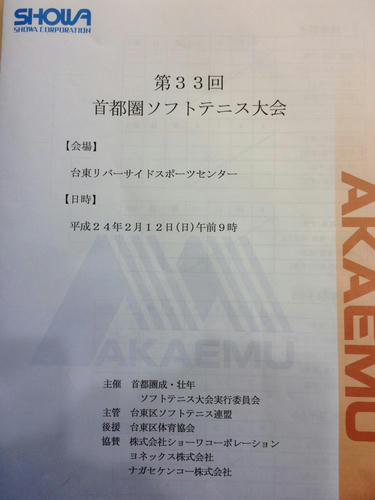 SHOWA
SHOWA CORPORATION
第３３回
首都圏ソフトテニス大会
【会場】
台東リバーサイドスポーツセンター
【日時】
平成２４年２月１２日(日)午前９時
AKAEMU
AKAEMU
主催　首都圏成・壮年
ソフトテニス大会実行委員会
主管　台東区ソフトテニス連盟
後援　台東区体育協会
協賛　株式会社ショーワコーポレーション
ヨネックス株式会社
ナガセケンコー株式会社